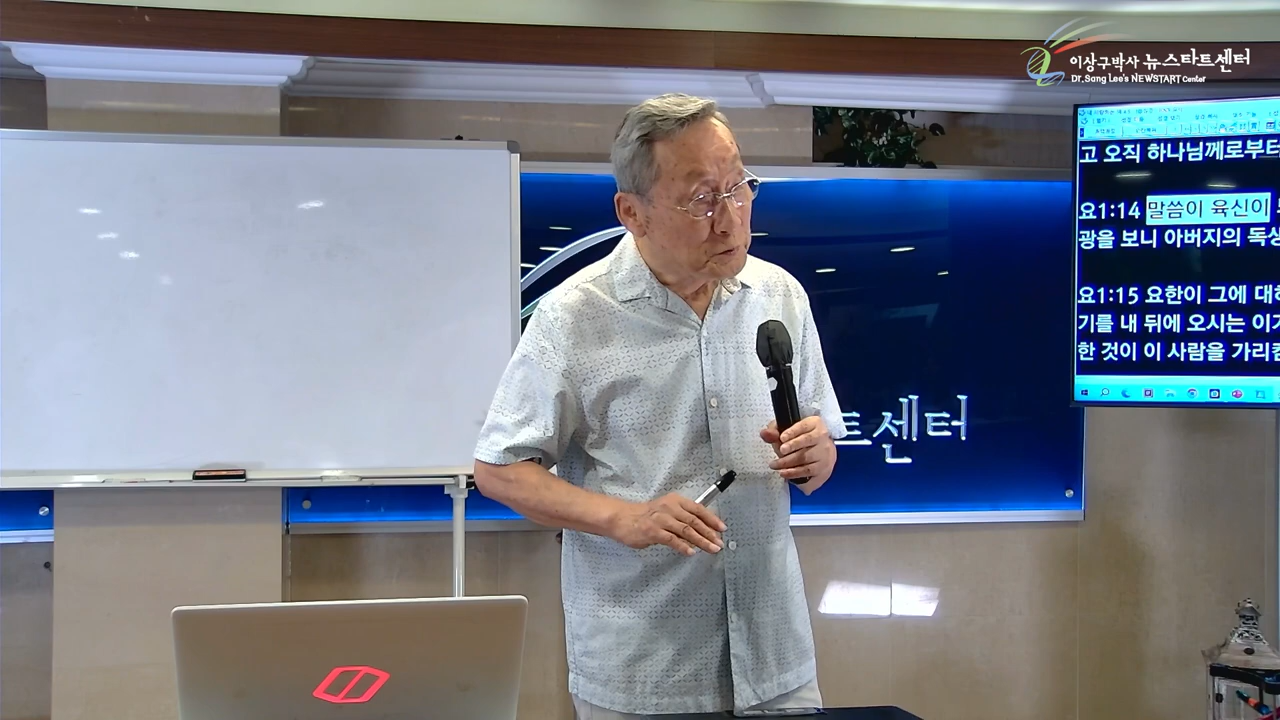 이상구박사 뉴스타트센터
Dr. Sang Lee's NEWSTART Center
고 오직 하나님께로부터
요1:14 말씀이 육신이
광을 보니 아버지의 독생
요1:15 요한이 그에 대한
기를 내 뒤에 오시는 이가
한 것이 이 사람을 가리킴
트센터